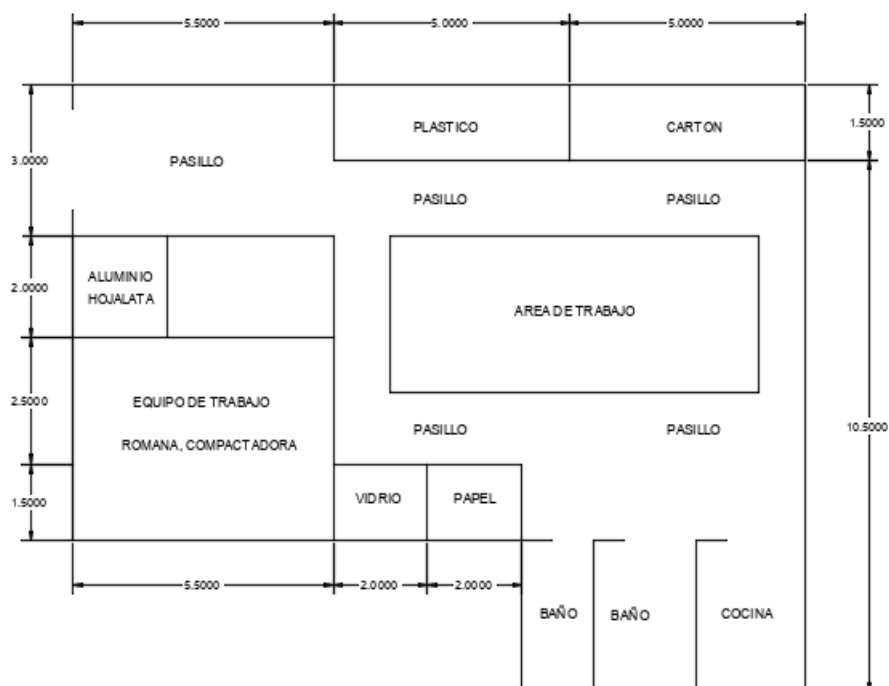 5.5000
5.0000
5.0000
PLASTICO
CARTON
1.5000
3.0000
PASILLO
PASILLO
PASILLO
ALUMINIO
HOJALATA
2.0000
AREA DE TRABAJO
2.5000
EQUIPO DE TRABAJO
ROMANA, COMPACTADORA
PASILLO
PASILLO
10.5000
1.5000
VIDRIO
PAPEL
5.5000
2.0000
2.0000
BAÑO
BAÑO
COCINA